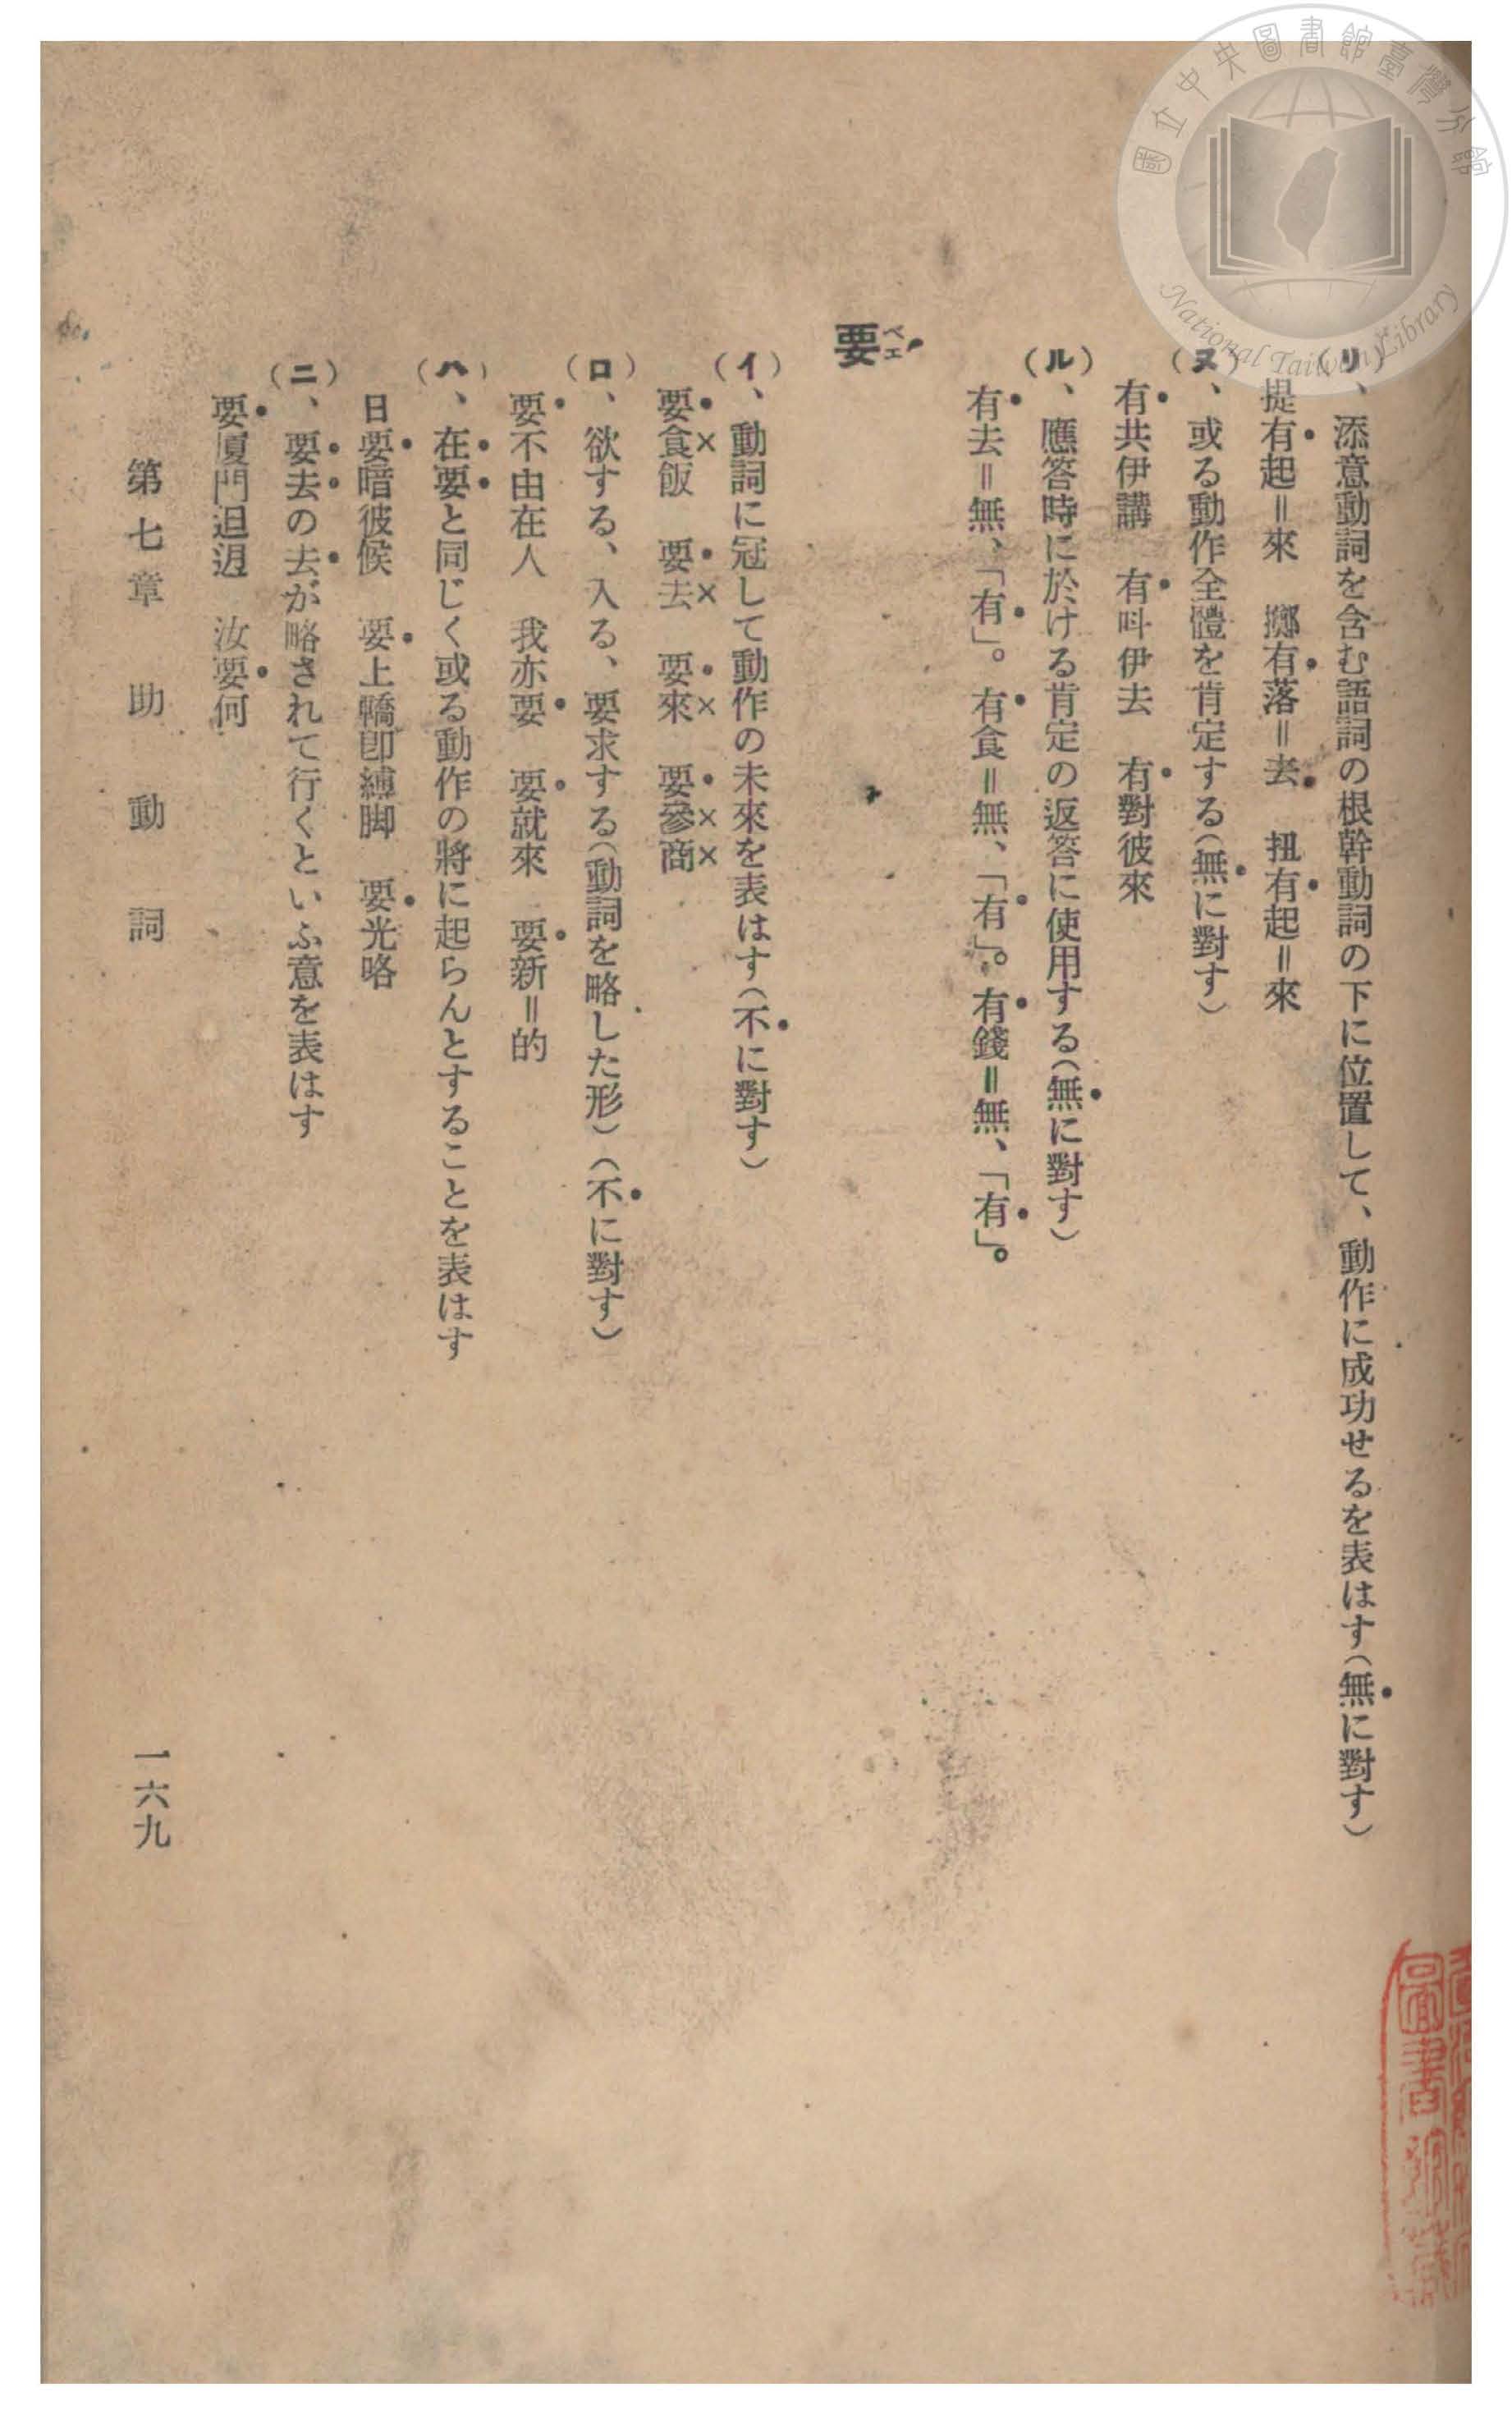 國立中央圖書館臺灣分館
National Taiwan Library
(リ)、添意動詞を含む語詞の根幹動詞の下に位置して、動作に成功せるを表はす(無に對す)
提有起=來　擲有落=去　扭有起=來
(ヌ)、或る動作全體を肯定する(無に對す)
有共伊講　有呌伊去　有對彼來
(ル)、應答時に於ける肯定の返答に使用する(無に對す)
有去=無、「有」。有食=無、「有」。有錢=無、「有」。
要 ベエ
(イ)、動詞に冠して動作の未來を表はす(不に對す)
要食飯　要去　要來　要參商
(ロ)、欲する、入る、要求する(動詞を略した形)(不に對す)
要不由在人　我亦要　要就來　要新=的
(ハ)、在要と同じく或る動作の將に起らんとすることを表はす
日要暗彼候　要上轎卽縛脚　要光咯
(ニ)、要去の去が略されて行くといふ意を表はす
要厦門迌　汝要何
第七章　助動詞
一六九
圖書
藏